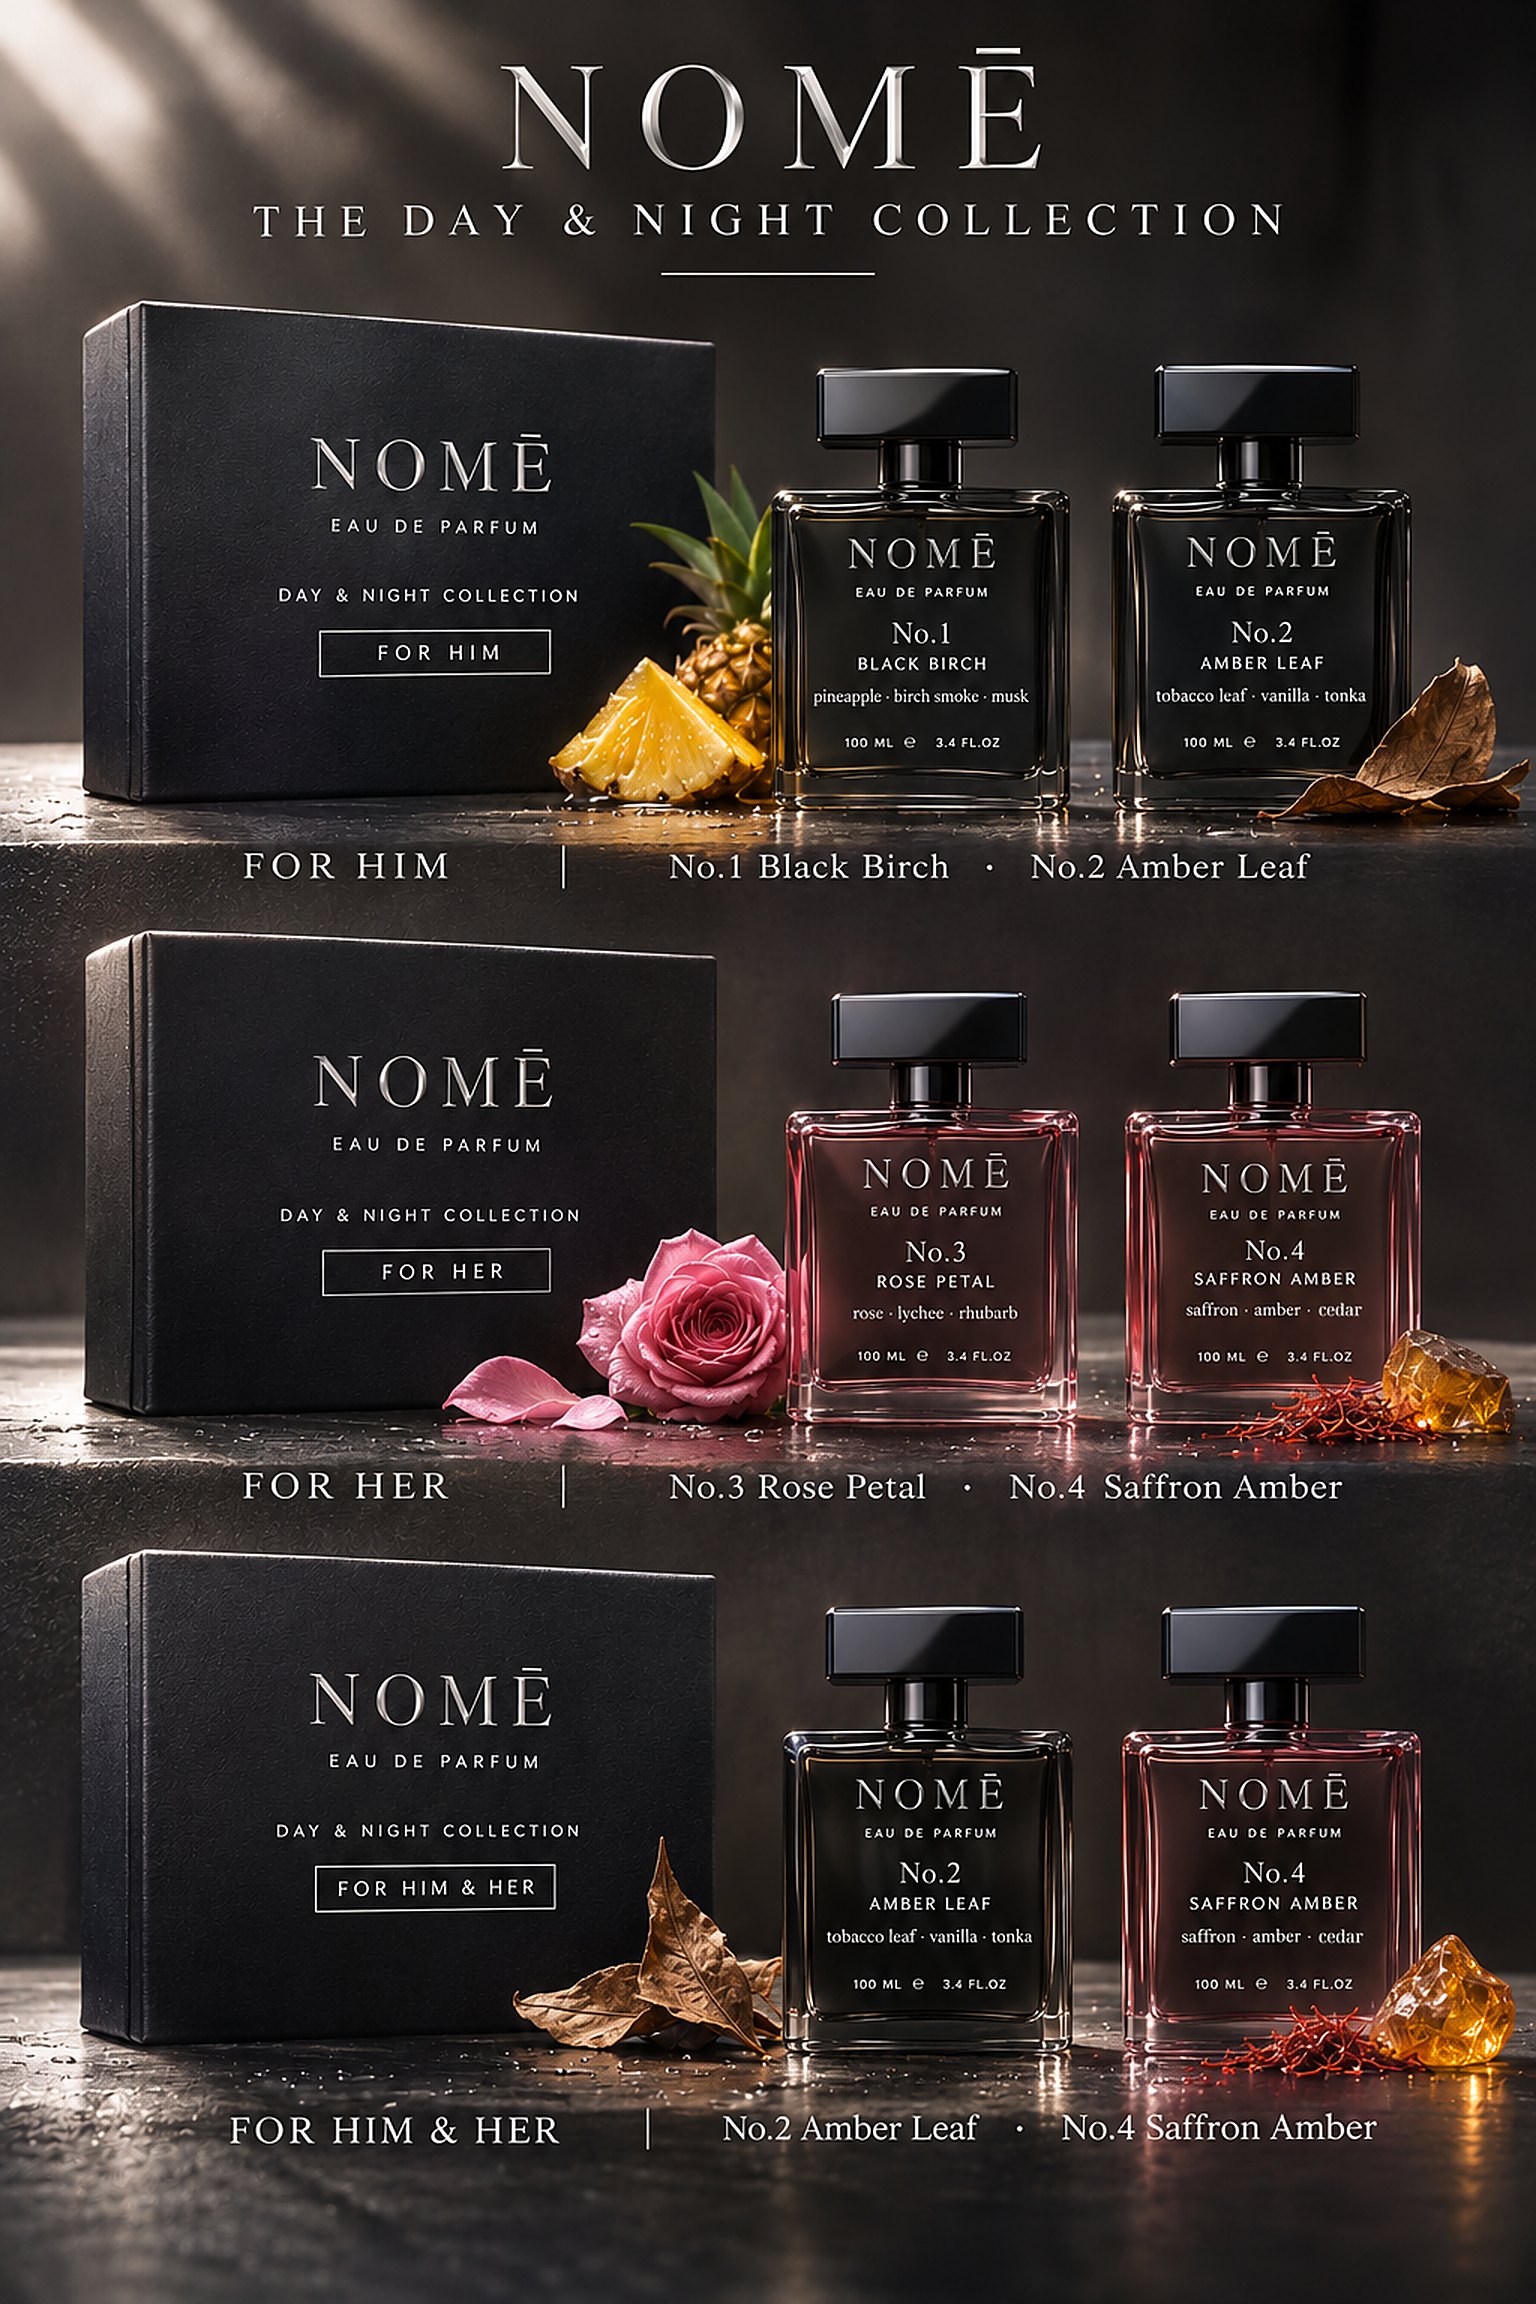 NOMĒ
THE DAY & NIGHT COLLECTION
NOMĒ
EAU DE PARFUM
DAY & NIGHT COLLECTION
FOR HIM
NOMĒ
EAU DE PARFUM
No.1
BLACK BIRCH
pineapple · birch smoke · musk
100 ML ℮ 3.4 FL.OZ
NOMĒ
EAU DE PARFUM
No.2
AMBER LEAF
tobacco leaf · vanilla · tonka
100 ML ℮ 3.4 FL.OZ
FOR HIM | No.1 Black Birch · No.2 Amber Leaf
NOMĒ
EAU DE PARFUM
DAY & NIGHT COLLECTION
FOR HER
NOMĒ
EAU DE PARFUM
No.3
ROSE PETAL
rose · lychee · rhubarb
100 ML ℮ 3.4 FL.OZ
NOMĒ
EAU DE PARFUM
No.4
SAFFRON AMBER
saffron · amber · cedar
100 ML ℮ 3.4 FL.OZ
FOR HER | No.3 Rose Petal · No.4 Saffron Amber
NOMĒ
EAU DE PARFUM
DAY & NIGHT COLLECTION
FOR HIM & HER
NOMĒ
EAU DE PARFUM
No.2
AMBER LEAF
tobacco leaf · vanilla · tonka
100 ML ℮ 3.4 FL.OZ
NOMĒ
EAU DE PARFUM
No.4
SAFFRON AMBER
saffron · amber · cedar
100 ML ℮ 3.4 FL.OZ
FOR HIM & HER | No.2 Amber Leaf · No.4 Saffron Amber